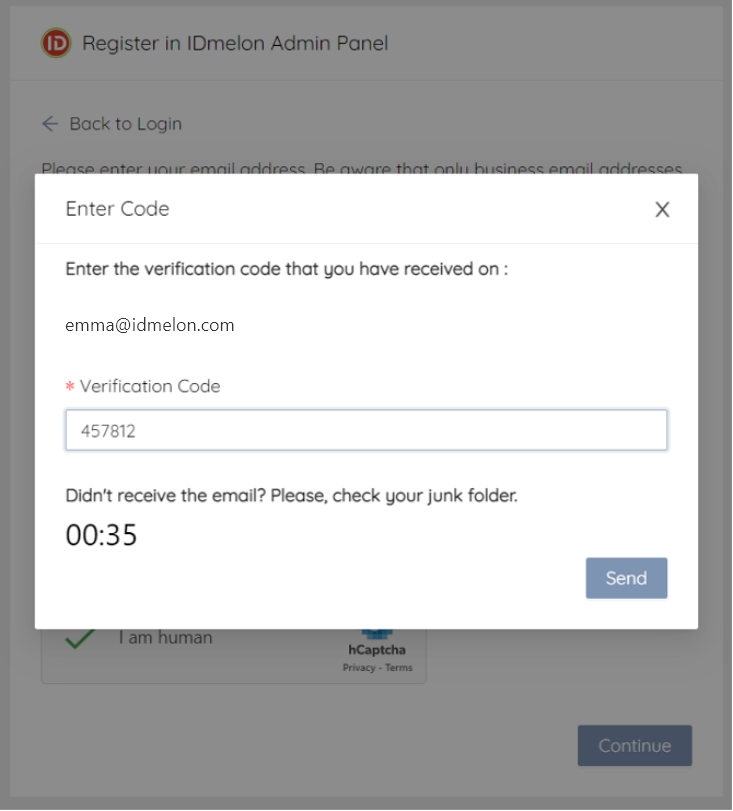 ID Register in IDmelon Admin Panel
← Back to Login
Please enter your email address. Be aware that only business email addresses
Enter Code X
Enter the verification code that you have received on :
emma@idmelon.com
* Verification Code
457812
Didn't receive the email? Please, check your junk folder.
00:35
Send
I am human
hCaptcha
Privacy - Terms
Continue